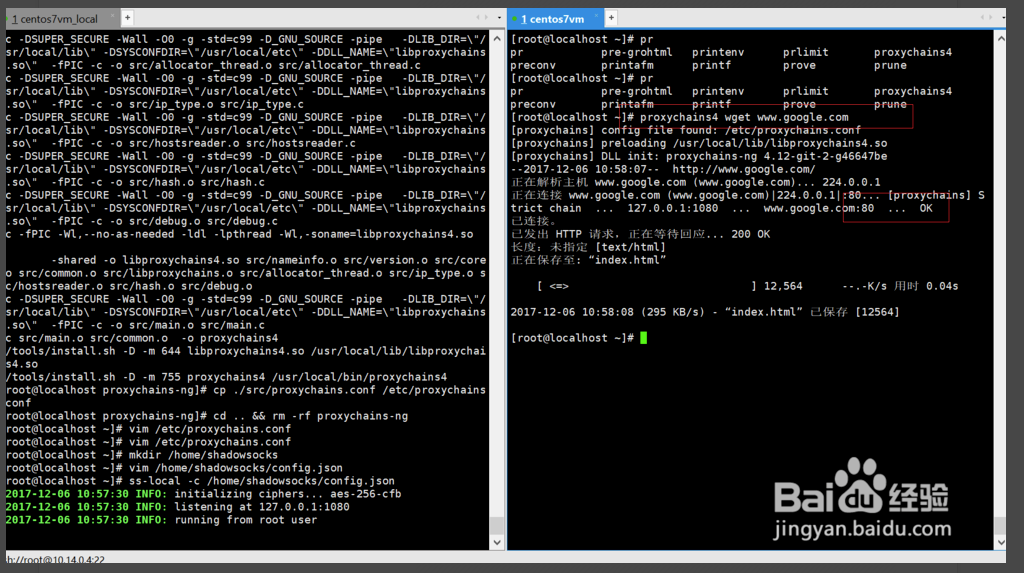 1 centos7vm_local
+
c -DSUPER_SECURE -Wall -O0 -g -std=c99 -D_GNU_SOURCE -pipe   -DLIB_DIR=\"/
sr/local/lib\" -DSYSCONFDIR=\"/usr/local/etc\" -DDLL_NAME=\"libproxychains
.so\"  -fPIC -c -o src/allocator_thread.o src/allocator_thread.c
c -DSUPER_SECURE -Wall -O0 -g -std=c99 -D_GNU_SOURCE -pipe   -DLIB_DIR=\"/
sr/local/lib\" -DSYSCONFDIR=\"/usr/local/etc\" -DDLL_NAME=\"libproxychains
.so\"  -fPIC -c -o src/ip_type.o src/ip_type.c
c -DSUPER_SECURE -Wall -O0 -g -std=c99 -D_GNU_SOURCE -pipe   -DLIB_DIR=\"/
sr/local/lib\" -DSYSCONFDIR=\"/usr/local/etc\" -DDLL_NAME=\"libproxychains
.so\"  -fPIC -c -o src/hostsreader.o src/hostsreader.c
c -DSUPER_SECURE -Wall -O0 -g -std=c99 -D_GNU_SOURCE -pipe   -DLIB_DIR=\"/
sr/local/lib\" -DSYSCONFDIR=\"/usr/local/etc\" -DDLL_NAME=\"libproxychains
.so\"  -fPIC -c -o src/hash.o src/hash.c
c -DSUPER_SECURE -Wall -O0 -g -std=c99 -D_GNU_SOURCE -pipe   -DLIB_DIR=\"/
sr/local/lib\" -DSYSCONFDIR=\"/usr/local/etc\" -DDLL_NAME=\"libproxychains
.so\"  -fPIC -c -o src/debug.o src/debug.c
c -fPIC -Wl,--no-as-needed -ldl -lpthread -Wl,-soname=libproxychains4.so
-shared -o libproxychains4.so src/nameinfo.o src/version.o src/core
o src/common.o src/libproxychains.o src/allocator_thread.o src/ip_type.o s
c/hostsreader.o src/hash.o src/debug.o
c -DSUPER_SECURE -Wall -O0 -g -std=c99 -D_GNU_SOURCE -pipe   -DLIB_DIR=\"/
sr/local/lib\" -DSYSCONFDIR=\"/usr/local/etc\" -DDLL_NAME=\"libproxychains
.so\"  -fPIC -c -o src/main.o src/main.c
c src/main.o src/common.o  -o proxychains4
/tools/install.sh -D -m 644 libproxychains4.so /usr/local/lib/libproxychai
s4.so
/tools/install.sh -D -m 755 proxychains4 /usr/local/bin/proxychains4
root@localhost proxychains-ng]# cp ./src/proxychains.conf /etc/proxychains
conf
root@localhost proxychains-ng]# cd .. && rm -rf proxychains-ng
root@localhost ~]# vim /etc/proxychains.conf
root@localhost ~]# vim /etc/proxychains.conf
root@localhost ~]# mkdir /home/shadowsocks
root@localhost ~]# vim /home/shadowsocks/config.json
root@localhost ~]# ss-local -c /home/shadowsocks/config.json
2017-12-06 10:57:30 INFO: initializing ciphers... aes-256-cfb
2017-12-06 10:57:30 INFO: listening at 127.0.0.1:1080
2017-12-06 10:57:30 INFO: running from root user
h://root@10.14.0.4:22
1 centos7vm
+
[root@localhost ~]# pr
pr          pre-grohtml   printenv      prlimit       proxychains4
preconv     printafm      printf        prove         prune
[root@localhost ~]# pr
pr          pre-grohtml   printenv      prlimit       proxychains4
preconv     printafm      printf        prove         prune
[root@localhost ~]# proxychains4 wget www.google.com
[proxychains] config file found: /etc/proxychains.conf
[proxychains] preloading /usr/local/lib/libproxychains4.so
[proxychains] DLL init: proxychains-ng 4.12-git-2-g46647be
--2017-12-06 10:58:07--  http://www.google.com/
正在解析主机 www.google.com (www.google.com)... 224.0.0.1
正在连接 www.google.com (www.google.com)|224.0.0.1|:80... [proxychains] S
trict chain  ...  127.0.0.1:1080  ...  www.google.com:80  ...  OK
已连接。
已发出 HTTP 请求，正在等待回应... 200 OK
长度：未指定 [text/html]
正在保存至: “index.html”
[ <=>                             ] 12,564      --.-K/s 用时 0.04s
2017-12-06 10:58:08 (295 KB/s) - “index.html” 已保存 [12564]
[root@localhost ~]#
Baidu经验
jingyan.baidu.com